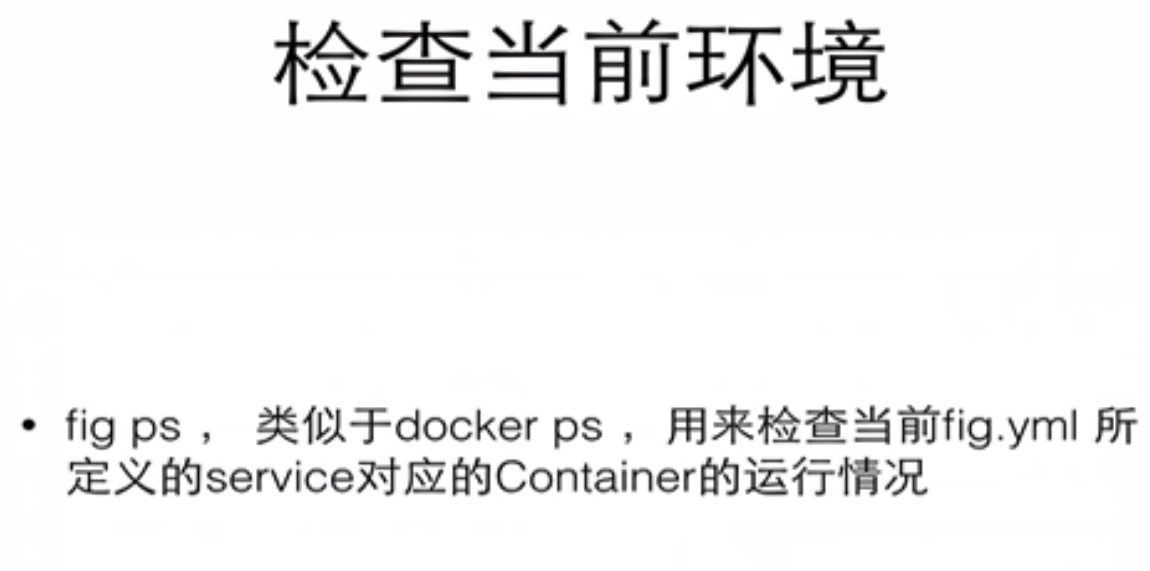 检查当前环境
• fig ps ， 类似于docker ps ，用来检查当前fig.yml 所
定义的service对应的Container的运行情况